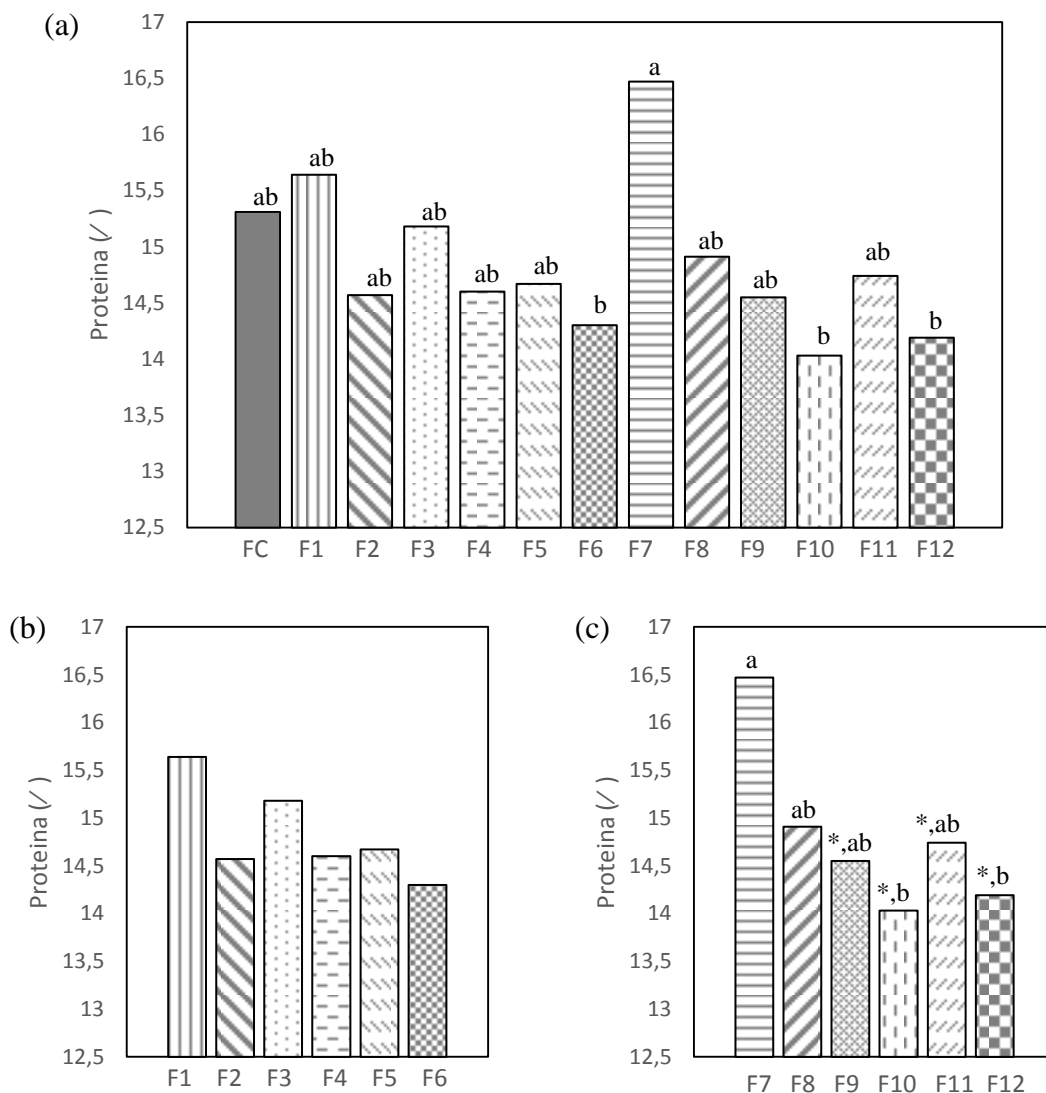 (a)
Proteina (⁄ )
17
16,5
16
15,5
15
14,5
14
13,5
13
12,5
ab
ab
ab
ab
ab
ab
b
a
ab
ab
b
ab
b
FC F1 F2 F3 F4 F5 F6 F7 F8 F9 F10 F11 F12
(b)
Proteina (⁄ )
17
16,5
16
15,5
15
14,5
14
13,5
13
12,5
F1 F2 F3 F4 F5 F6
(c)
Proteina (⁄ )
17
16,5
16
15,5
15
14,5
14
13,5
13
12,5
a
ab
*,ab
*,b
*,ab
*,b
F7 F8 F9 F10 F11 F12